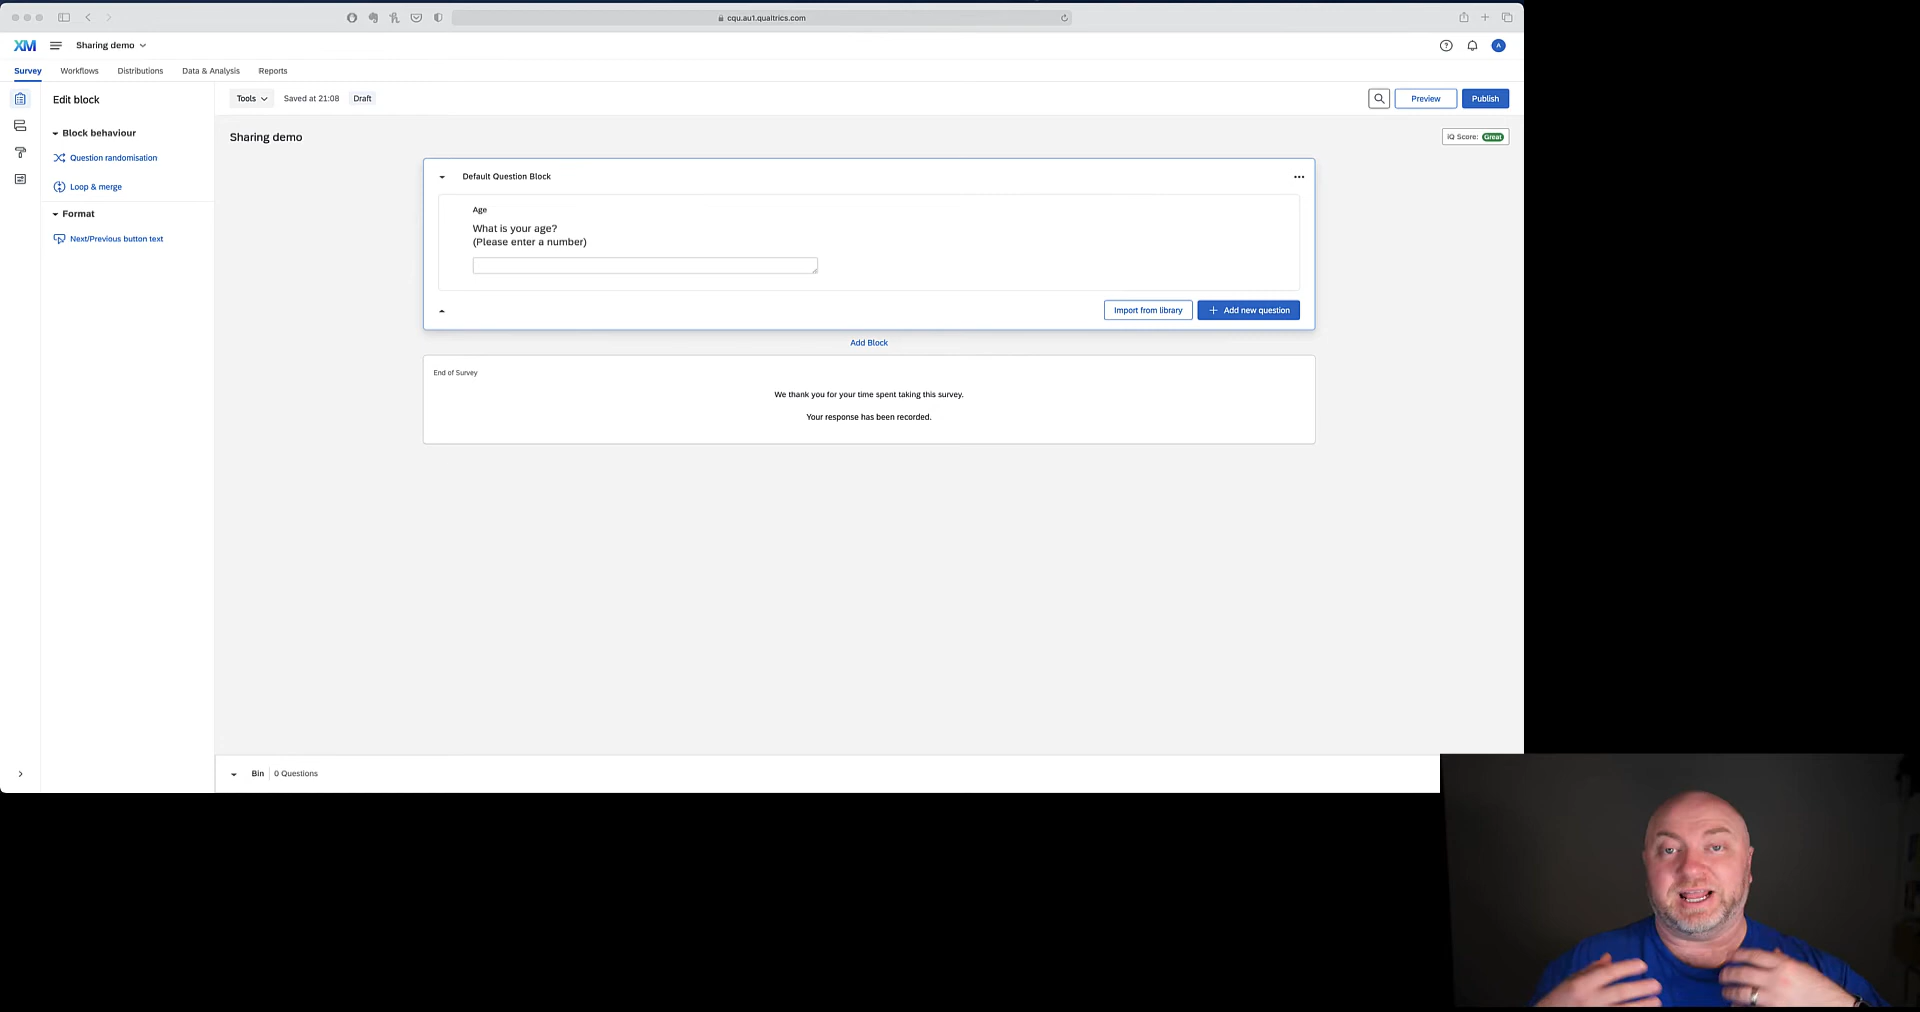 cqu.au1.qualtrics.com
XM
Sharing demo
A
Survey
Workflows
Distributions
Data & Analysis
Reports
Edit block
Tools
Saved at 21:08
Draft
Preview
Publish
Block behaviour
Question randomisation
Loop & merge
Format
Next/Previous button text
Sharing demo
iQ Score: Great
Default Question Block
Age
What is your age?
(Please enter a number)
Import from library
Add new question
Add Block
End of Survey
We thank you for your time spent taking this survey.
Your response has been recorded.
Bin
0 Questions